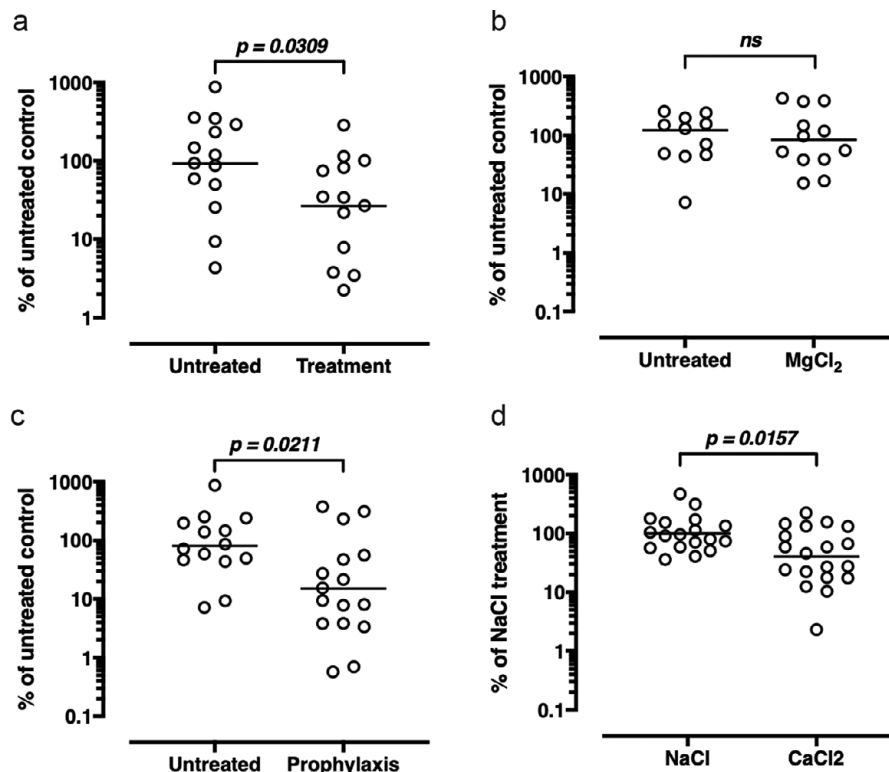 a
p = 0.0309
% of untreated control
1000
100
10
1
Untreated
Treatment
b
ns
% of untreated control
1000
100
10
1
0.1
Untreated
MgCl₂
c
p = 0.0211
% of untreated control
1000
100
10
1
0.1
Untreated
Prophylaxis
d
p = 0.0157
% of NaCl treatment
1000
100
10
1
0.1
NaCl
CaCl2